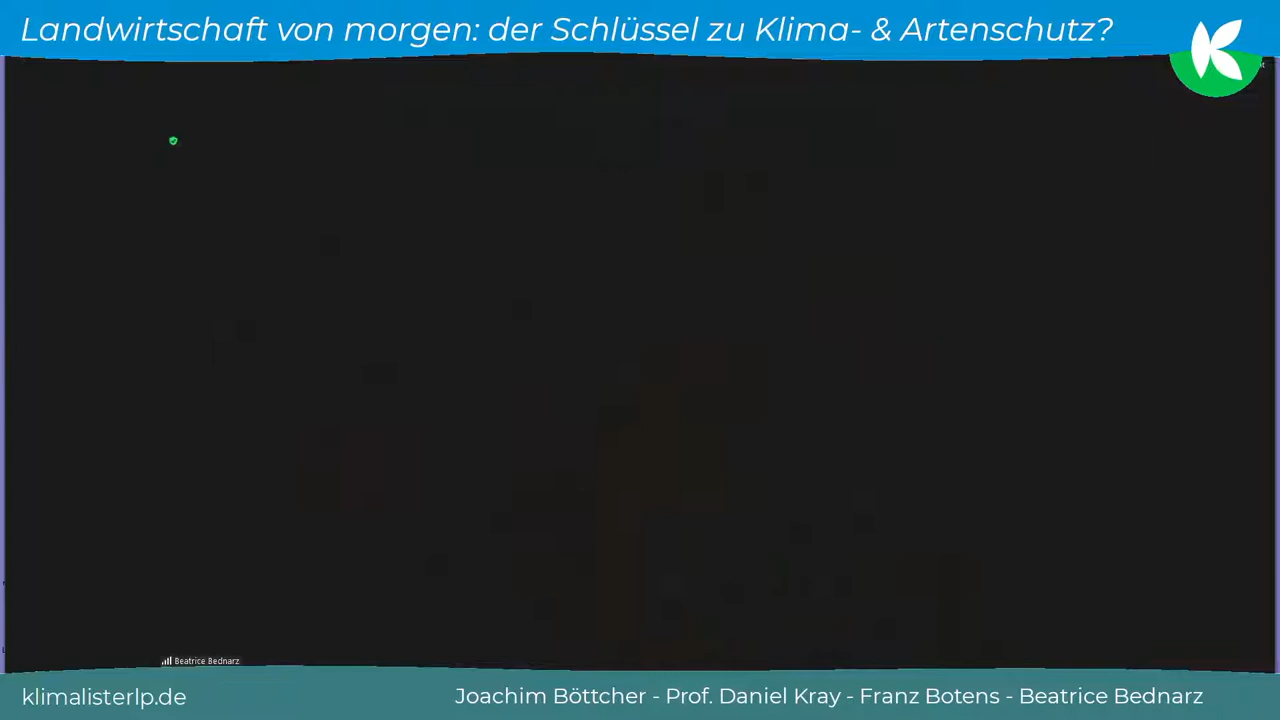 Landwirtschaft von morgen: der Schlüssel zu Klima- & Artenschutz?
Beatrice Bednarz
klimalisterlp.de
Joachim Böttcher - Prof. Daniel Kray - Franz Botens - Beatrice Bednarz